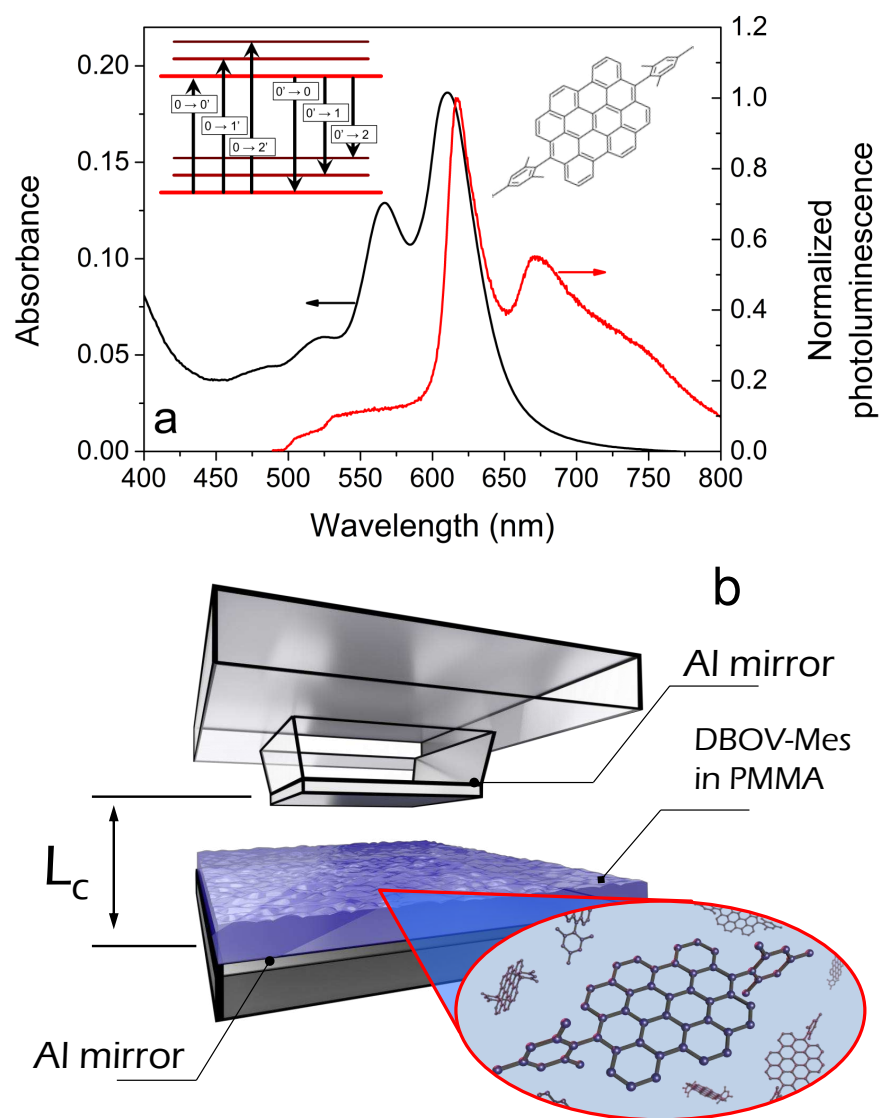 0.20
0.15
0.10
0.05
0.00
Absorbance
1.2
1.0
0.8
0.6
0.4
0.2
0.0
Normalized
photoluminescence
0 → 0'
0 → 1'
0 → 2'
0' → 0
0' → 1
0' → 2
a
400 450 500 550 600 650 700 750 800
Wavelength (nm)
b
Al mirror
DBOV-Mes
in PMMA
Lc
Al mirror